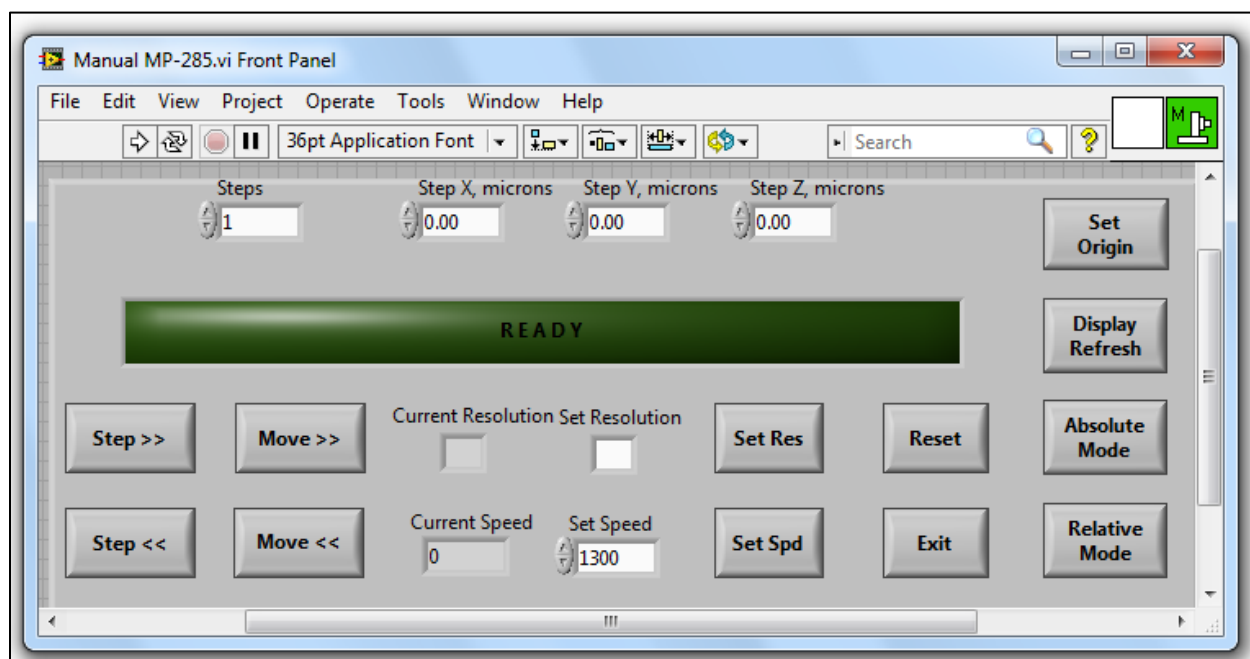 Manual MP-285.vi Front Panel
File Edit View Project Operate Tools Window Help
36pt Application Font Search
M
Steps Step X, microns Step Y, microns Step Z, microns
1 0.00 0.00 0.00
Set
Origin
READY
Display
Refresh
Step >> Move >> Current Resolution Set Resolution Set Res Reset
Absolute
Mode
Step << Move << Current Speed Set Speed Set Spd Exit
0 1300
Relative
Mode